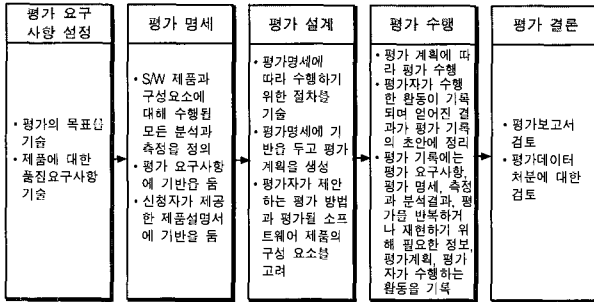 평가 요구
사항 설정
• 평가의 목표를
기술
• 제품에 대한
품질요구사항
기술
평가 명세
• S/W 제품과
구성요소에
대해 수행될
모든 분석과
측정을 정의
• 평가 요구사항
에 기반을 둠
• 신청자가 제공
한 제품설명서
에 기반을 둠
평가 설계
• 평가명세에
따라 수행하기
위한 절차를
기술
• 평가명세에 기
반을 두고 평가
계획을 생성
• 평가자가 제안
하는 평가 방법
과 평가될 소프
트웨어 제품의
구성 요소를
고려
평가 수행
• 평가 계획에 따
라 평가 수행
• 평가자가 수행
한 활동이 기록
되며 얻어진 결
과가 평가 기록
의 초안에 정리
• 평가 기록에는
평가 요구사항,
평가 명세, 측정
과 분석결과, 평
가을 반복하거
나 재현하기 위
해 필요한 정보,
평가계획, 평가
자가 수행하는
활동을 기록
평가 결론
• 평가보고서
검토
• 평가데이터
처분에 대한
검토